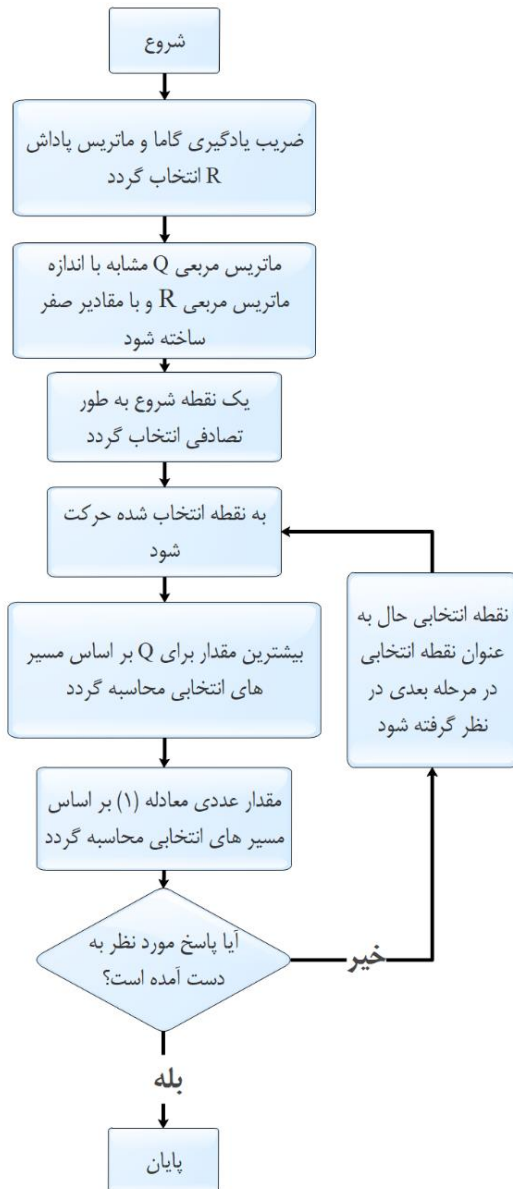 شروع
ضریب یادگیری گاما و ماتریس پاداش
R انتخاب گردد
ماتریس مربعی Q مشابه با اندازه
ماتریس مربعی R و با مقادیر صفر
ساخته شود
یک نقطه شروع به طور
تصادفی انتخاب گردد
به نقطه انتخاب شده حرکت
شود
بیشترین مقدار برای Q بر اساس مسیر
های انتخابی محاسبه گردد
مقدار عددی معادله (۱) بر اساس
مسیر های انتخابی محاسبه گردد
آیا پاسخ مورد نظر به
دست آمده است؟
خیر
نقطه انتخابی حال به
عنوان نقطه انتخابی
در مرحله بعدی در
نظر گرفته شود
بله
پایان